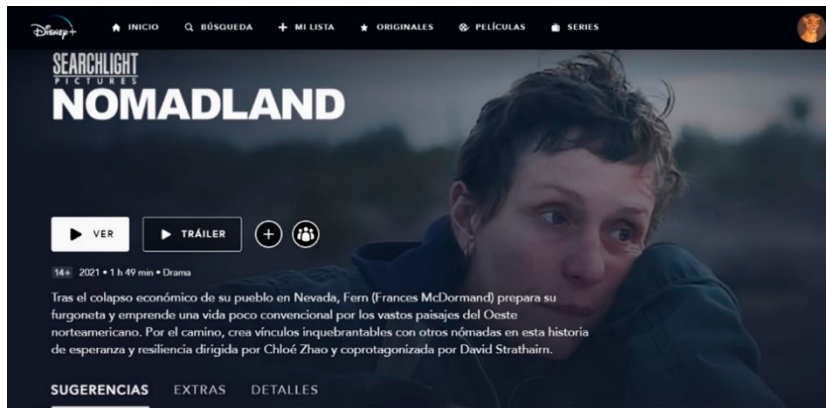 Disney+
INICIO
BÚSQUEDA
MI LISTA
ORIGINALES
PELÍCULAS
SERIES
SEARCHLIGHT
PICTURES
NOMADLAND
VER
TRÁILER
14+ 2021 • 1 h 49 min • Drama
Tras el colapso económico de su pueblo en Nevada, Fern (Frances McDormand) prepara su
furgoneta y emprende una vida poco convencional por los vastos paisajes del Oeste
norteamericano. Por el camino, crea vínculos inquebrantables con otros nómadas en esta historia
de esperanza y resiliencia dirigida por Chloé Zhao y coprotagonizada por David Strathairn.
SUGERENCIAS
EXTRAS
DETALLES